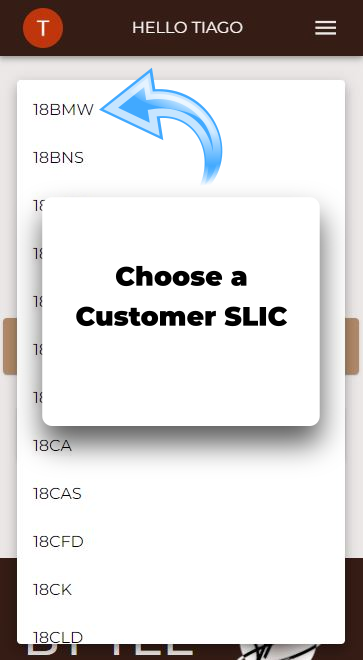 T
HELLO TIAGO
18BMW
18BNS
Choose a
Customer SLIC
18CA
18CAS
18CFD
18CK
18CLD